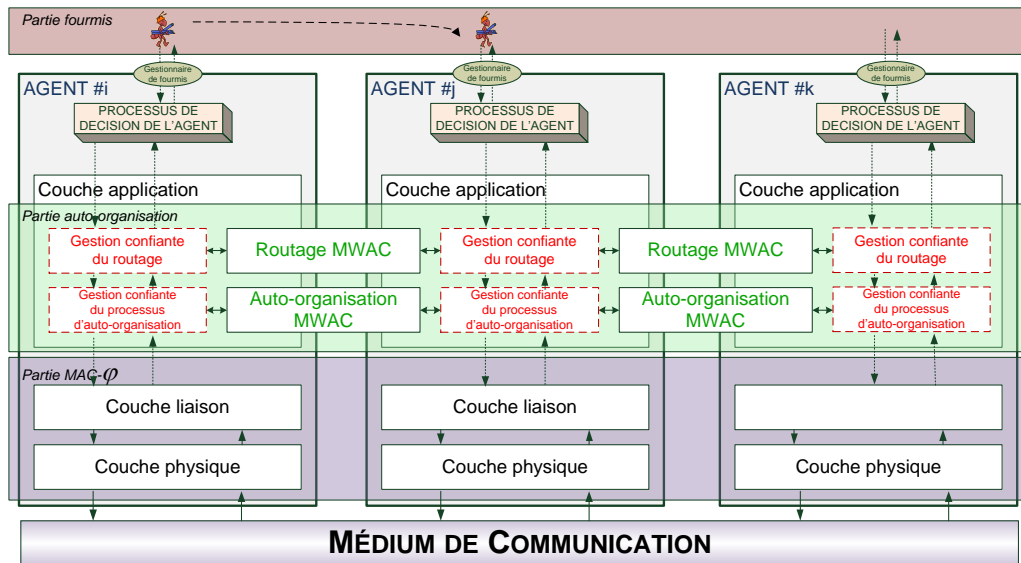 Partie fourmis
Gestionnaire
de fourmis
Gestionnaire
de fourmis
Gestionnaire
de fourmis
AGENT #i
AGENT #j
AGENT #k
PROCESSUS DE
DECISION DE L'AGENT
PROCESSUS DE
DECISION DE L'AGENT
PROCESSUS DE
DECISION DE L'AGENT
Couche application
Couche application
Couche application
Partie auto-organisation
Gestion confiante
du routage
Routage MWAC
Gestion confiante
du routage
Routage MWAC
Gestion confiante
du routage
Gestion confiante
du processus
d'auto-organisation
Auto-organisation
MWAC
Gestion confiante
du processus
d'auto-organisation
Auto-organisation
MWAC
Gestion confiante
du processus
d'auto-organisation
Partie MAC-φ
Couche liaison
Couche liaison
Couche physique
Couche physique
Couche physique
MÉDIUM DE COMMUNICATION